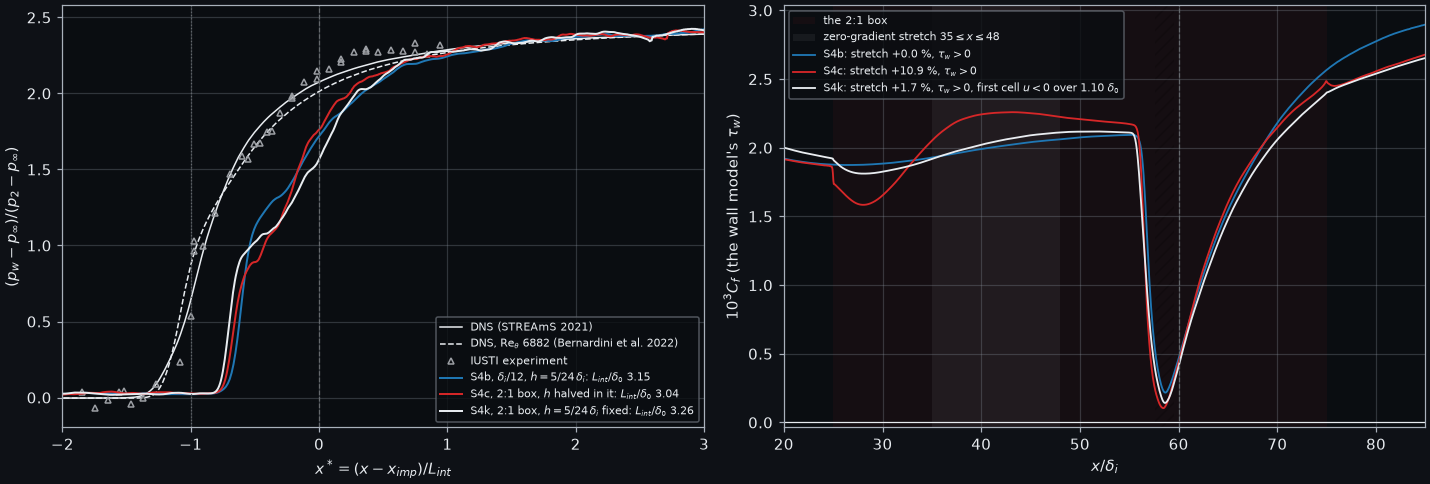 2.5
2.0
1.5
1.0
0.5
0.0
(p_w − p_∞)/(p_2 − p_∞)
−2
−1
0
1
2
3
x* = (x − x_imp)/L_int
DNS (STREAmS 2021)
DNS, Re_θ 6882 (Bernardini et al. 2022)
IUSTI experiment
S4b, δ_i/12, h = 5/24 δ_i: L_int/δ_0 3.15
S4c, 2:1 box, h halved in it: L_int/δ_0 3.04
S4k, 2:1 box, h = 5/24 δ_i fixed: L_int/δ_0 3.26
3.0
2.5
2.0
1.5
1.0
0.5
0.0
10³C_f (the wall model's τ_w)
20
30
40
50
60
70
80
x/δ_i
the 2:1 box
zero-gradient stretch 35 ≤ x ≤ 48
S4b: stretch +0.0 %, τ_w > 0
S4c: stretch +10.9 %, τ_w > 0
S4k: stretch +1.7 %, τ_w > 0, first cell u < 0 over 1.10 δ_0